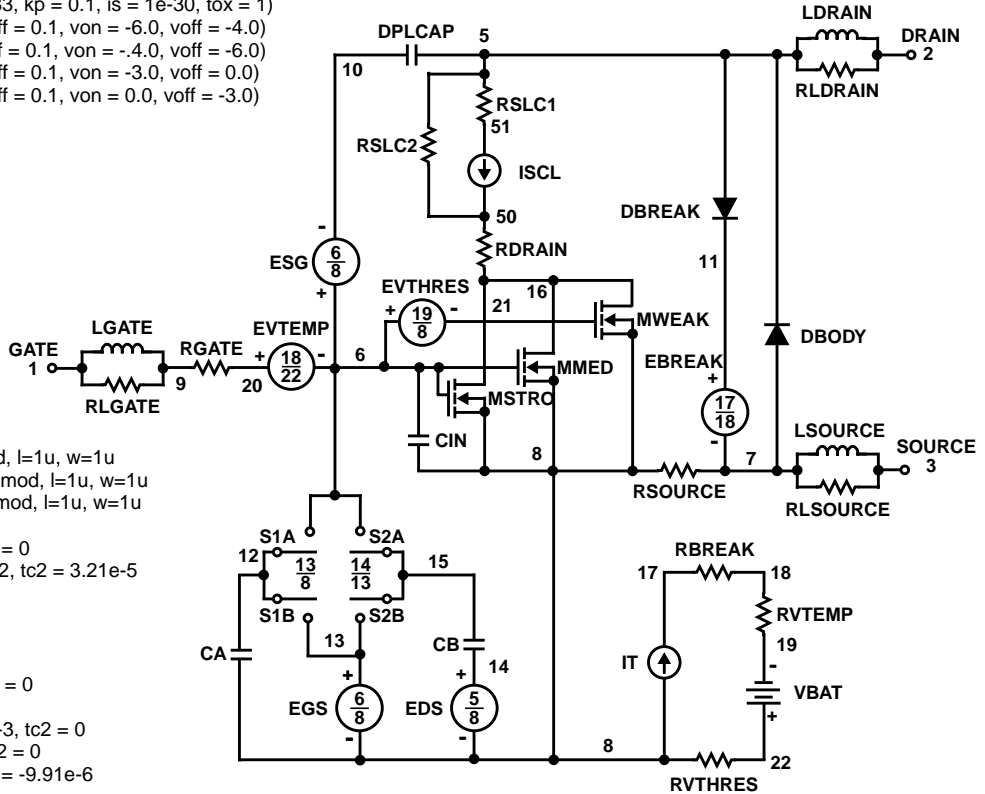 33, kp = 0.1, is = 1e-30, tox = 1)
ff = 0.1, von = -6.0, voff = -4.0)
f = 0.1, von = -.4.0, voff = -6.0)
ff = 0.1, von = -3.0, voff = 0.0)
ff = 0.1, von = 0.0, voff = -3.0)
DPLCAP
5
10
LDRAIN
DRAIN
2
RLDRAIN
RSLC1
51
RSLC2
ISCL
50
RDRAIN
DBREAK
11
-
ESG
6
8
+
EVTHRES
+
19
8
-
16
21
MWEAK
DBODY
EBREAK
+
17
18
-
GATE
1
LGATE
RLGATE
9
RGATE
20
EVTEMP
+
18
22
-
6
MMED
MSTRO
CIN
8
RSOURCE
7
LSOURCE
SOURCE
3
RLSOURCE
d, l=1u, w=1u
mod, l=1u, w=1u
nod, l=1u, w=1u
= 0
2, tc2 = 3.21e-5
= 0
-3, tc2 = 0
2 = 0
= -9.91e-6
S1A
S2A
12
13
8
14
13
15
S1B
S2B
13
CA
CB
14
+
EGS
6
8
-
+
EDS
5
8
-
RBREAK
17
18
RVTEMP
19
-
IT
VBAT
+
8
22
RVTHRES